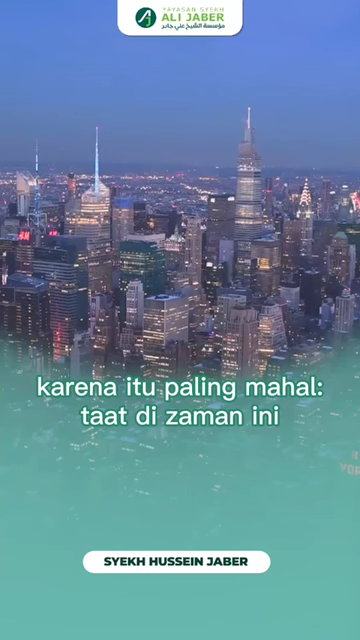 YAYASAN SYEKH
ALI JABER
مؤسسة الشيخ علي جابر
karena itu paling mahal:
taat di zaman ini
SYEKH HUSSEIN JABER